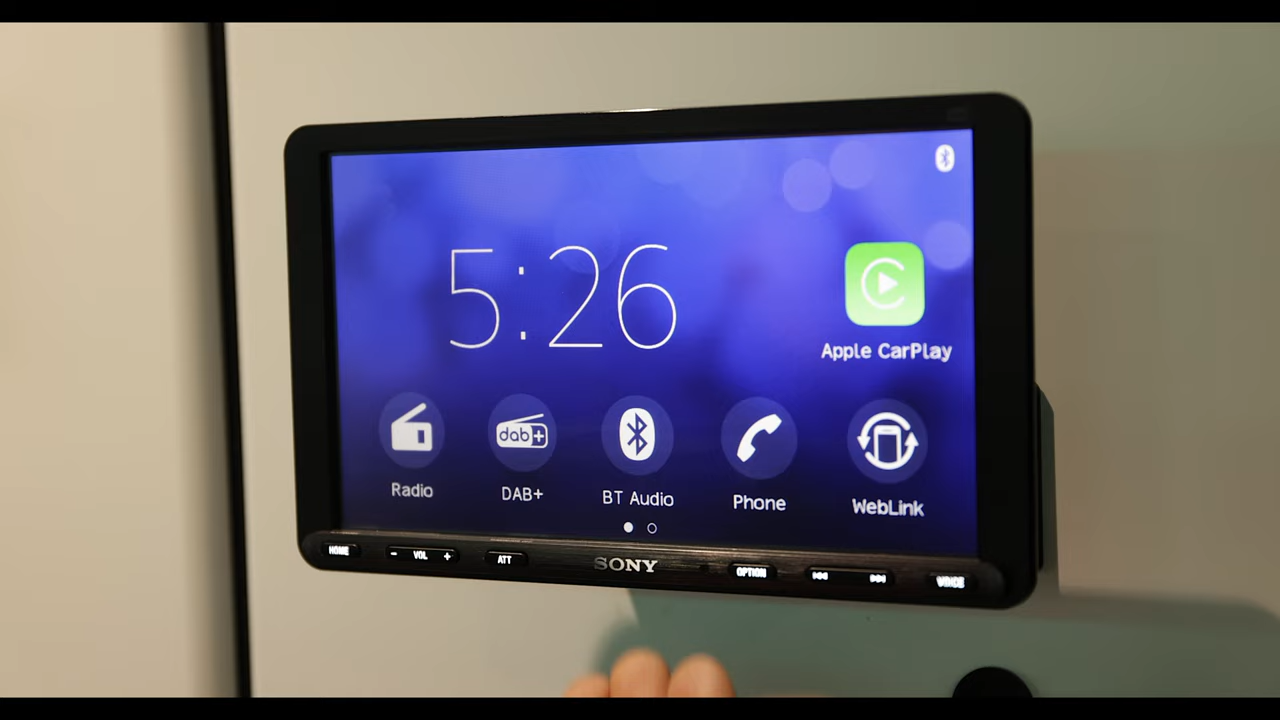 5:26
Apple CarPlay
Radio
dab+
DAB+
BT Audio
Phone
WebLink
HOME
- VOL +
ATT
SONY
OPTION
VOICE